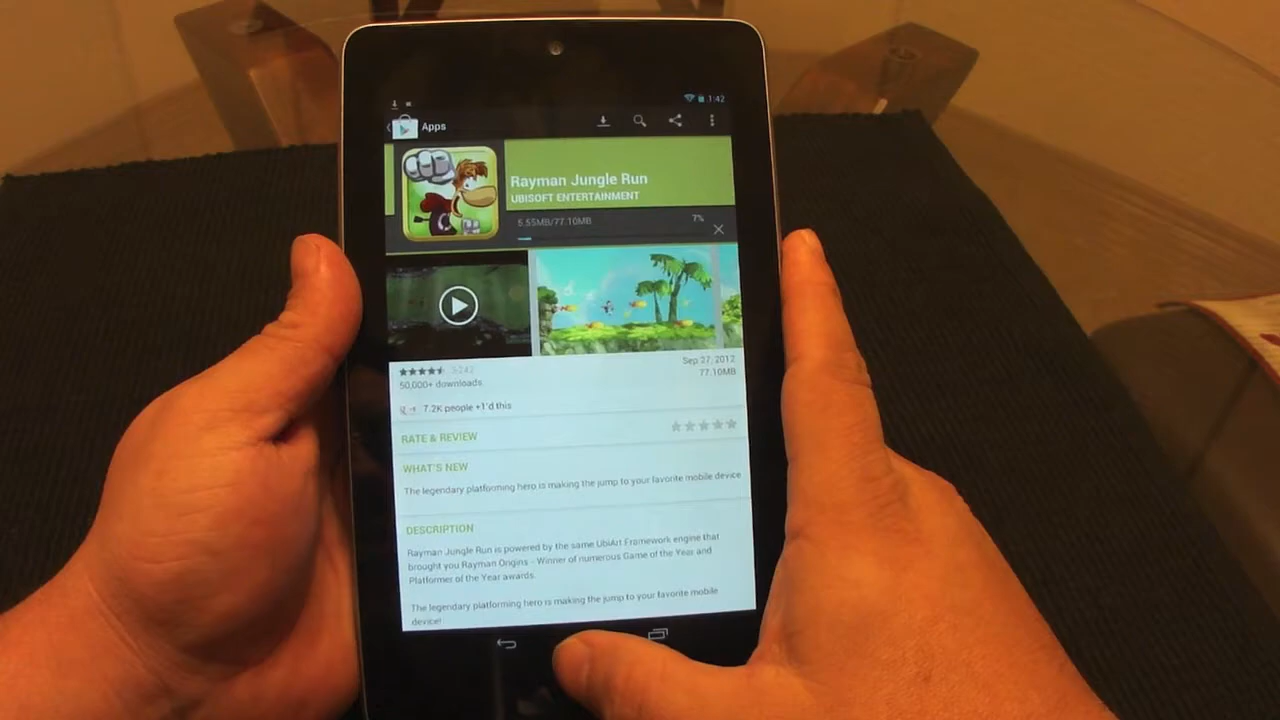 1:42
Apps
Rayman Jungle Run
UBISOFT ENTERTAINMENT
5.55MB/77.10MB
7%
Sep 27, 2012
77.10MB
50,000+ downloads
7.2K people +1'd this
RATE & REVIEW
WHAT'S NEW
The legendary platforming hero is making the jump to your favorite mobile device
DESCRIPTION
Rayman Jungle Run is powered by the same UbiArt Framework engine that
brought you Rayman Origins - Winner of numerous Game of the Year and
Platformes of the Year awards.
The legendary platforming hero is making the jump to your favorite mobile
device!